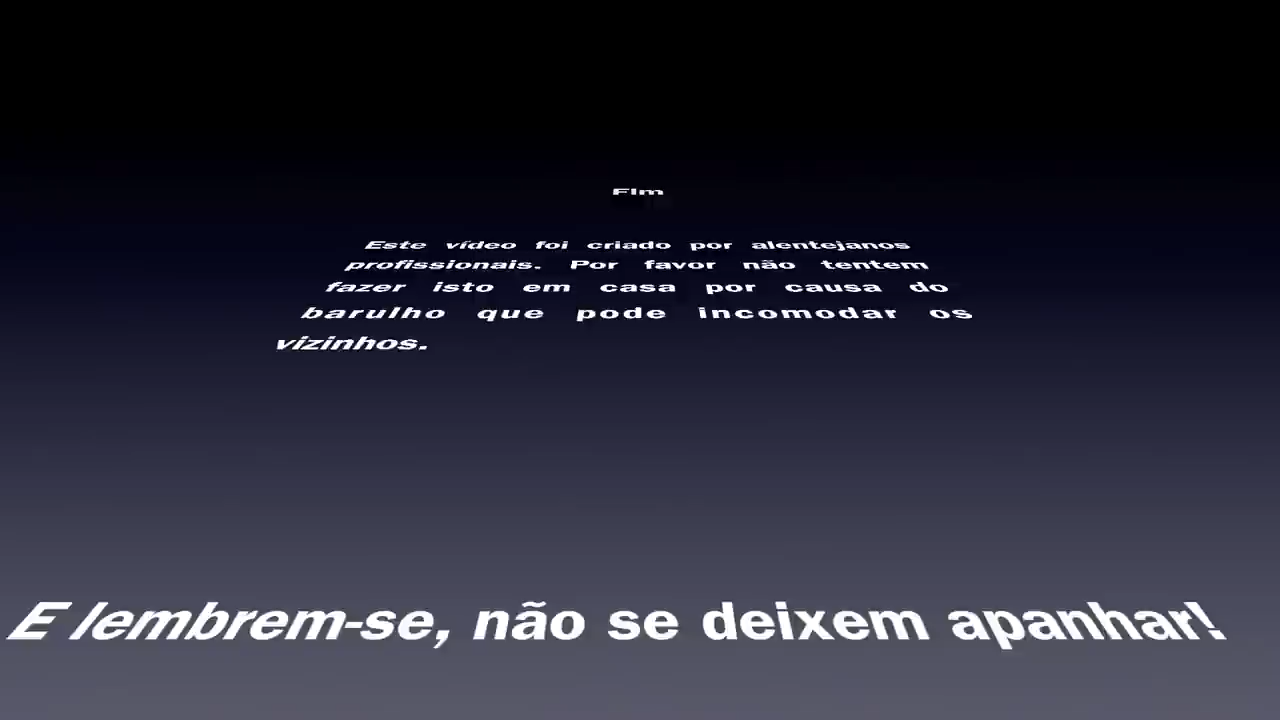 Fim
Este vídeo foi criado por alentejanos
profissionais. Por favor não tentem
fazer isto em casa por causa do
barulho que pode incomodar os
vizinhos.
E lembrem-se, não se deixem apanhar!